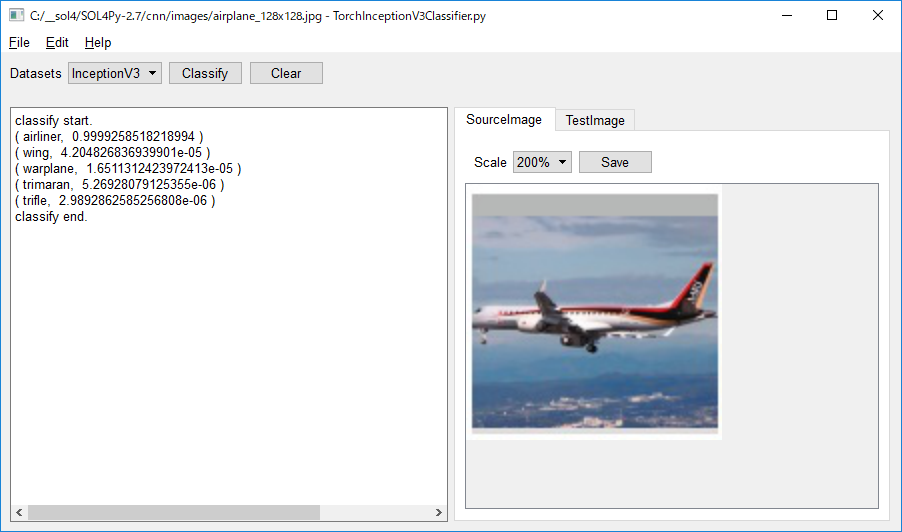 C:/__sol4/SOL4Py-2.7/cnn/images/airplane_128x128.jpg - TorchInceptionV3Classifier.py
File Edit Help
Datasets InceptionV3 Classify Clear
classify start.
( airliner, 0.9999258518218994 )
( wing, 4.204826836939901e-05 )
( warplane, 1.6511312423972413e-05 )
( trimaran, 5.26928079125355e-06 )
( trifle, 2.9892862585256808e-06 )
classify end.
SourceImage TestImage
Scale 200% Save